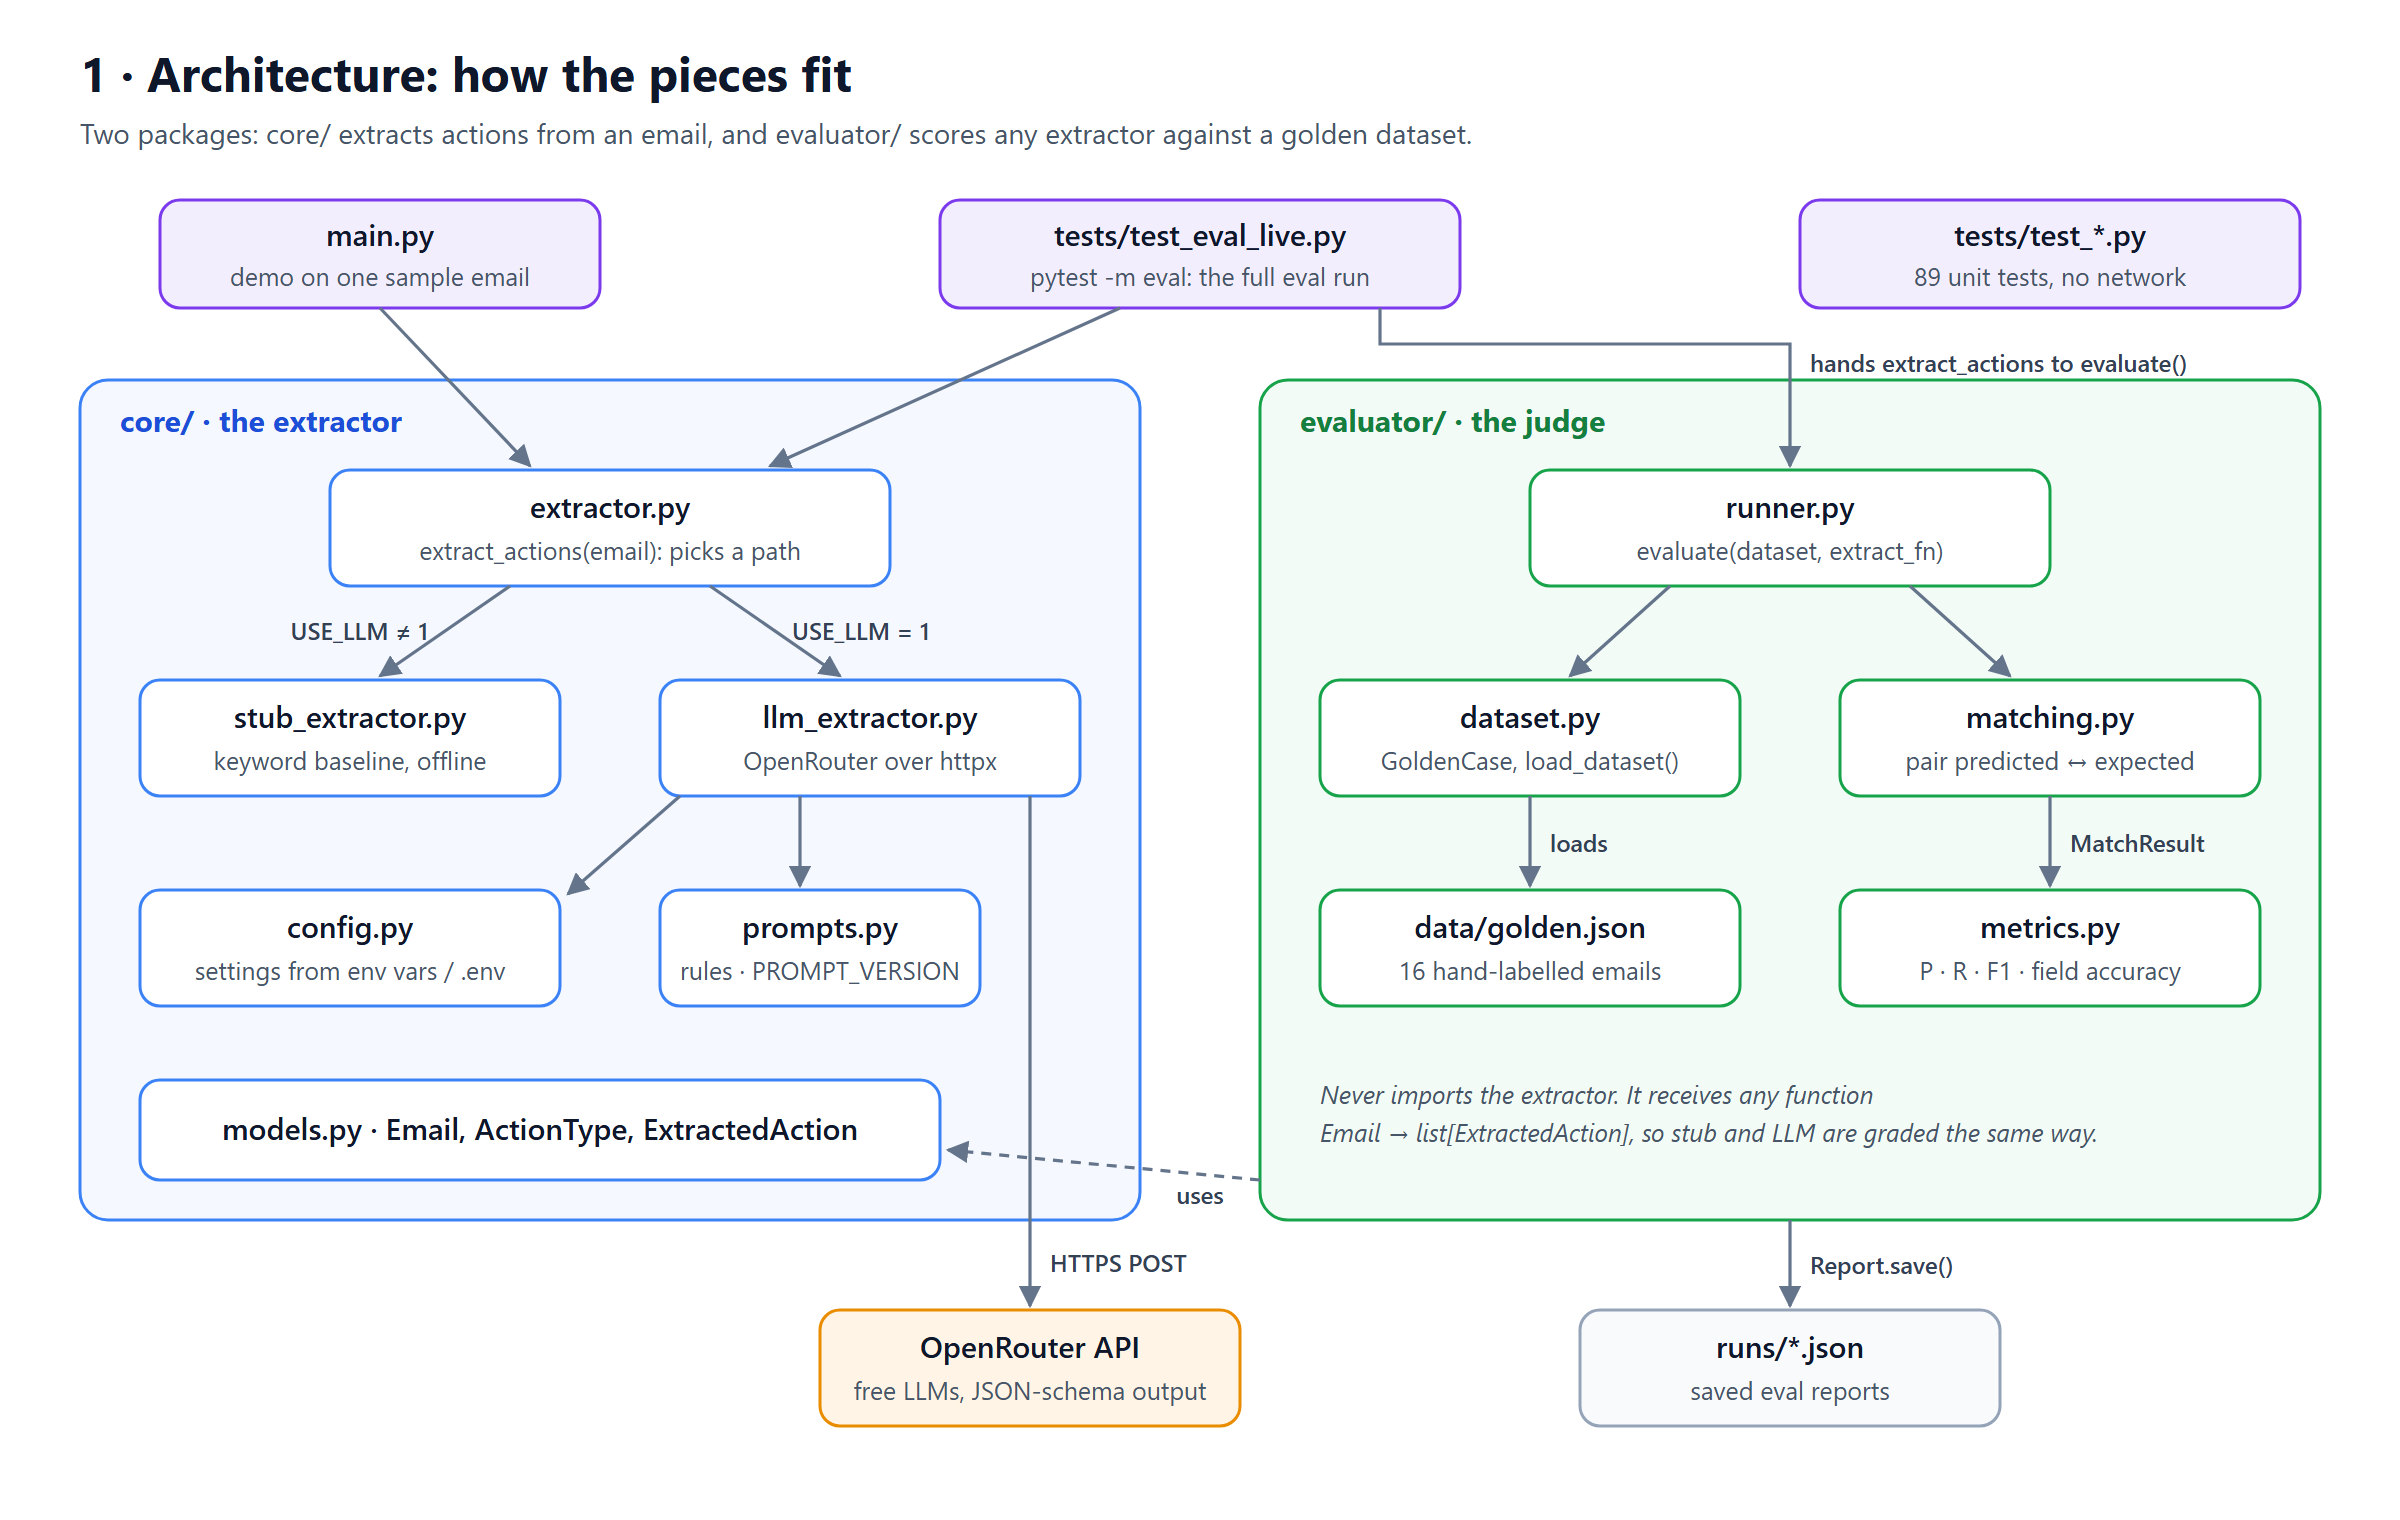 1 · Architecture: how the pieces fit
Two packages: core/ extracts actions from an email, and evaluator/ scores any extractor against a golden dataset.
main.py
demo on one sample email
tests/test_eval_live.py
pytest -m eval: the full eval run
tests/test_*.py
89 unit tests, no network
hands extract_actions to evaluate()
core/ · the extractor
extractor.py
extract_actions(email): picks a path
USE_LLM ≠ 1
USE_LLM = 1
stub_extractor.py
keyword baseline, offline
llm_extractor.py
OpenRouter over httpx
config.py
settings from env vars / .env
prompts.py
rules · PROMPT_VERSION
models.py · Email, ActionType, ExtractedAction
evaluator/ · the judge
runner.py
evaluate(dataset, extract_fn)
dataset.py
GoldenCase, load_dataset()
matching.py
pair predicted ↔ expected
loads
MatchResult
data/golden.json
16 hand-labelled emails
metrics.py
P · R · F1 · field accuracy
Never imports the extractor. It receives any function
Email → list[ExtractedAction], so stub and LLM are graded the same way.
uses
HTTPS POST
Report.save()
OpenRouter API
free LLMs, JSON-schema output
runs/*.json
saved eval reports